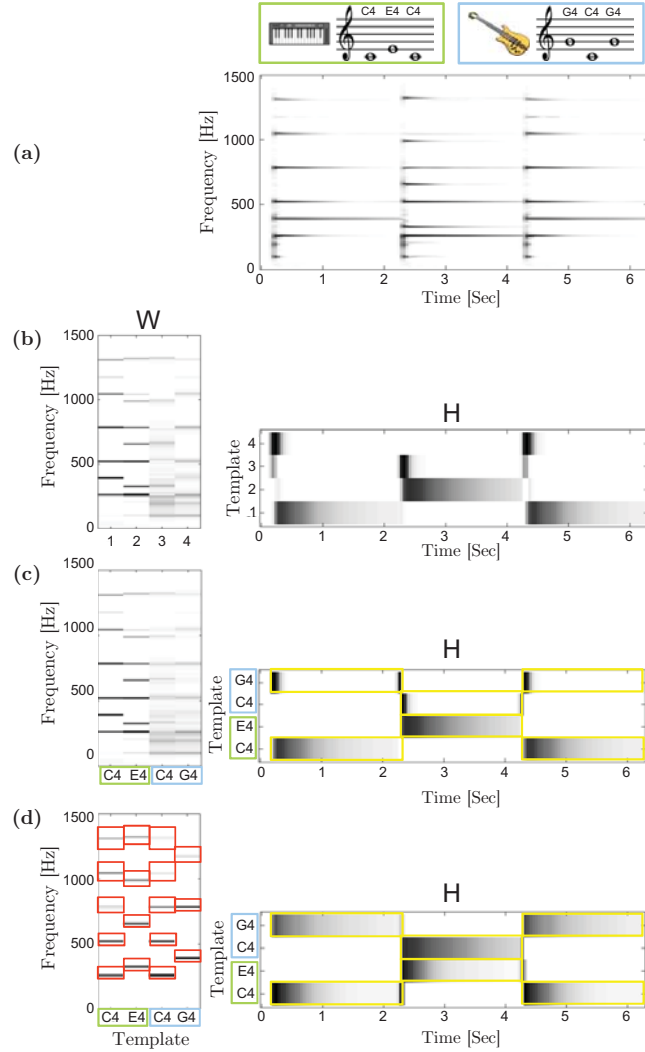 C4 E4 C4 G4 C4 G4
(a)
1500
1000
500
0
Frequency [Hz]
0 1 2 3 4 5 6
Time [Sec]
W
(b)
1500
1000
500
0
Frequency [Hz]
1 2 3 4
H
4
3
2
1
Template
0 1 2 3 4 5 6
Time [Sec]
(c)
1500
1000
500
0
Frequency [Hz]
C4 E4 C4 G4
H
G4
C4
E4
C4
Template
0 1 2 3 4 5 6
Time [Sec]
(d)
1500
1000
500
0
Frequency [Hz]
C4 E4 C4 G4
Template
H
G4
C4
E4
C4
Template
0 1 2 3 4 5 6
Time [Sec]